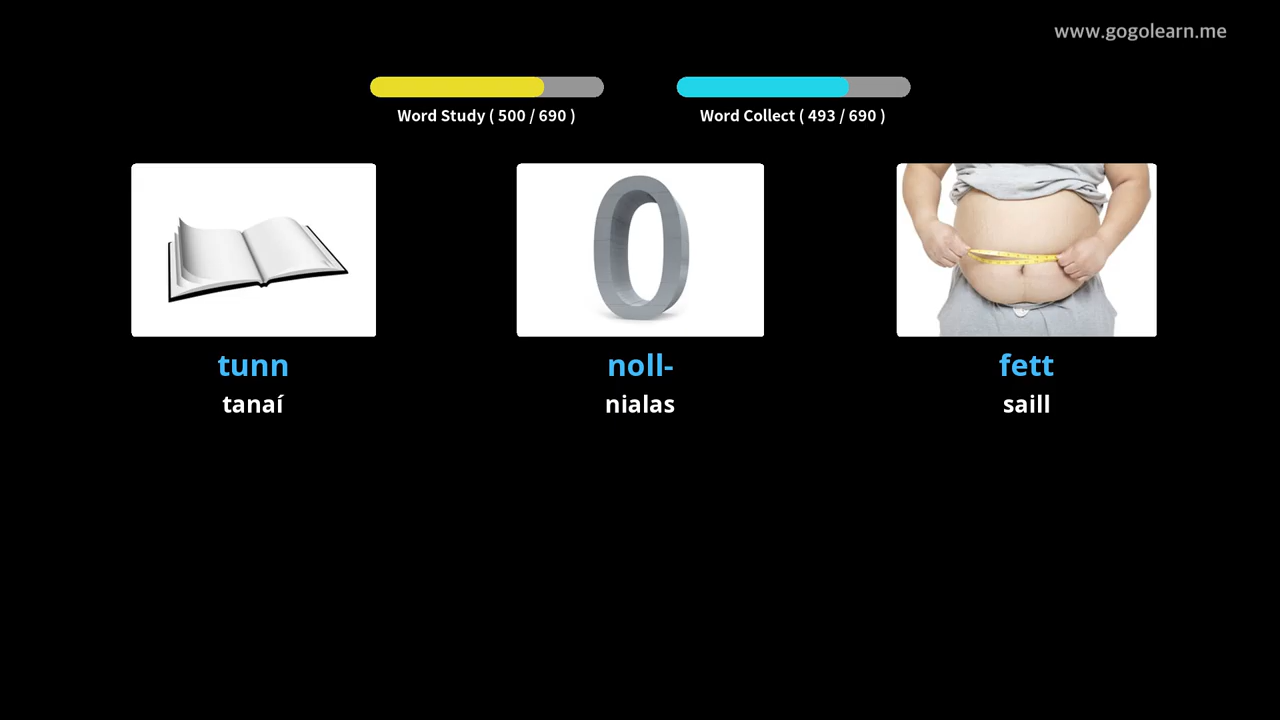 www.gogolearn.me
Word Study ( 500 / 690 )
Word Collect ( 493 / 690 )
tunn
noll-
fett
tanaí
nialas
saill